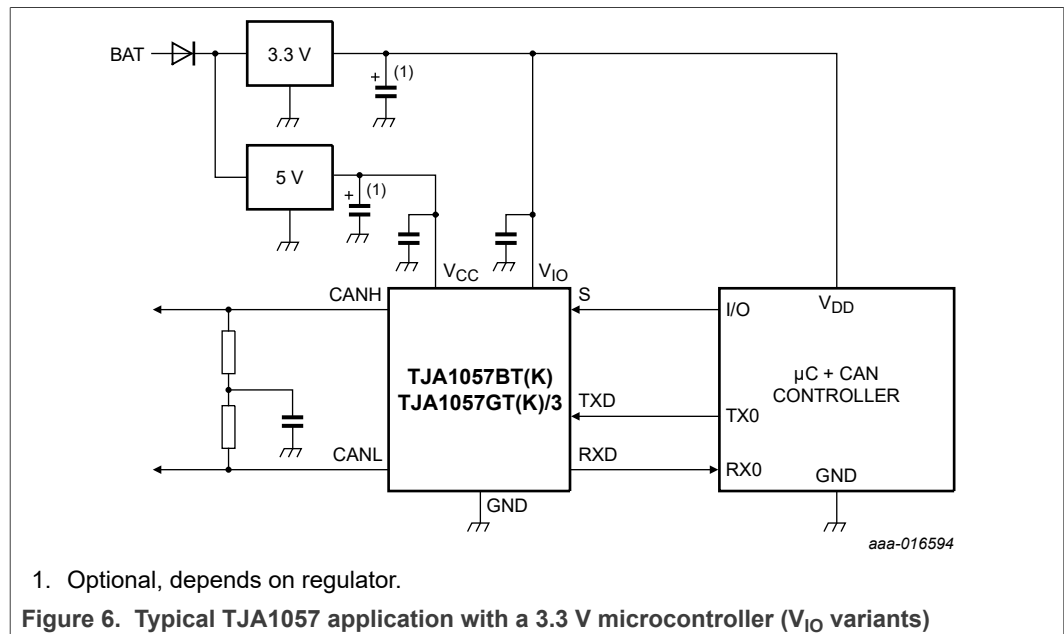 BAT
3.3 V
+
(1)
5 V
+
(1)
VCC
VIO
CANH
S
I/O
VDD
TJA1057BT(K)
TJA1057GT(K)/3
µC + CAN
CONTROLLER
TXD
TX0
CANL
RXD
RX0
GND
GND
aaa-016594
1. Optional, depends on regulator.
Figure 6. Typical TJA1057 application with a 3.3 V microcontroller (VIO variants)